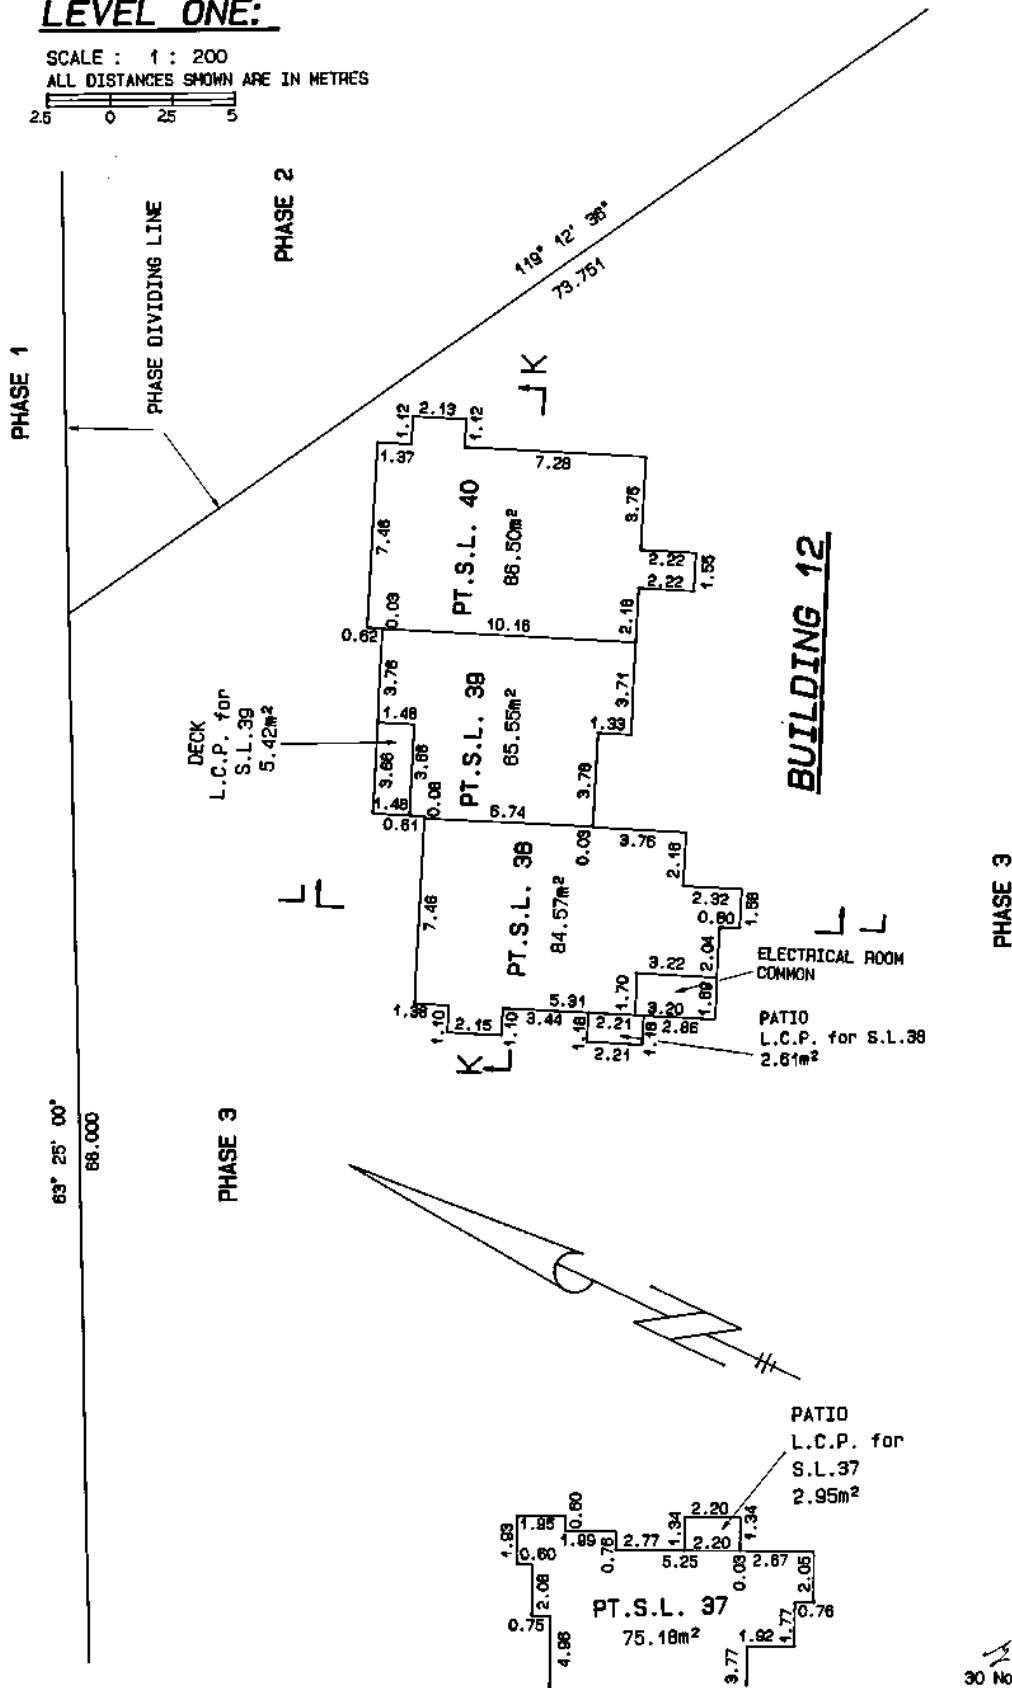 LEVEL ONE:
SCALE : 1 : 200
ALL DISTANCES SHOWN ARE IN METRES
2.5 0 2.5 5
PHASE 1
PHASE DIVIDING LINE
PHASE 2
119° 12' 36"
73.751
K
1.12
2.13
1.12
1.37
7.28
7.46
PT.S.L. 40
86.50m²
3.75
2.22
1.55
2.22
2.18
0.03
0.62
10.16
3.76
1.48
DECK
L.C.P. for
S.L.39
5.42m²
3.66
3.66
1.48
0.08
0.61
PT.S.L. 39
65.55m²
3.71
1.33
3.78
6.74
0.03
BUILDING 12
3.76
2.18
2.92
0.60
1.58
2.04
L
7.46
PT.S.L. 38
84.57m²
L
ELECTRICAL ROOM
COMMON
3.22
1.70
3.20
1.69
1.36
1.10
2.15
1.10
5.91
3.44
1.18
2.21
2.21
1.18
2.86
PATIO
L.C.P. for S.L.38
2.61m²
K
PHASE 3
63° 25' 00"
68.000
PHASE 3
PATIO
L.C.P. for
S.L.37
2.95m²
1.93
1.95
0.60
0.60
1.99
0.76
2.77
1.34
2.20
2.20
1.34
5.25
0.03
2.67
2.05
0.76
2.08
0.75
4.96
PT.S.L. 37
75.18m²
1.77
1.92
3.77
30 No